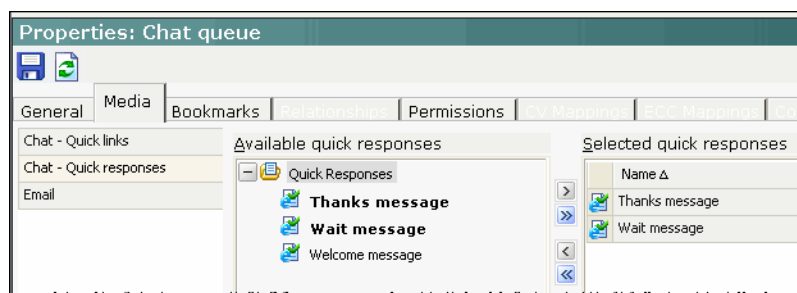 Properties: Chat queue
General Media Bookmarks Relationships Permissions CV Mappings ECC Mappings Co
Chat - Quick links
Chat - Quick responses
Email
Available quick responses
Quick Responses
Thanks message
Wait message
Welcome message
Selected quick responses
Name
Thanks message
Wait message